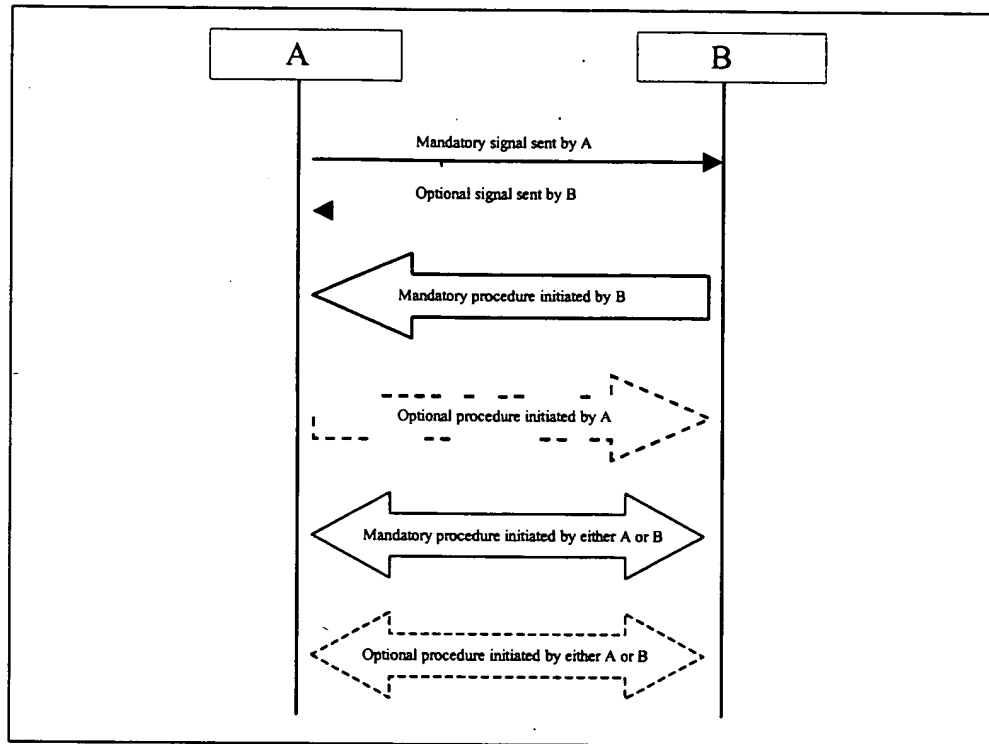 A
B
Mandatory signal sent by A
Optional signal sent by B
Mandatory procedure initiated by B
Optional procedure initiated by A
Mandatory procedure initiated by either A or B
Optional procedure initiated by either A or B